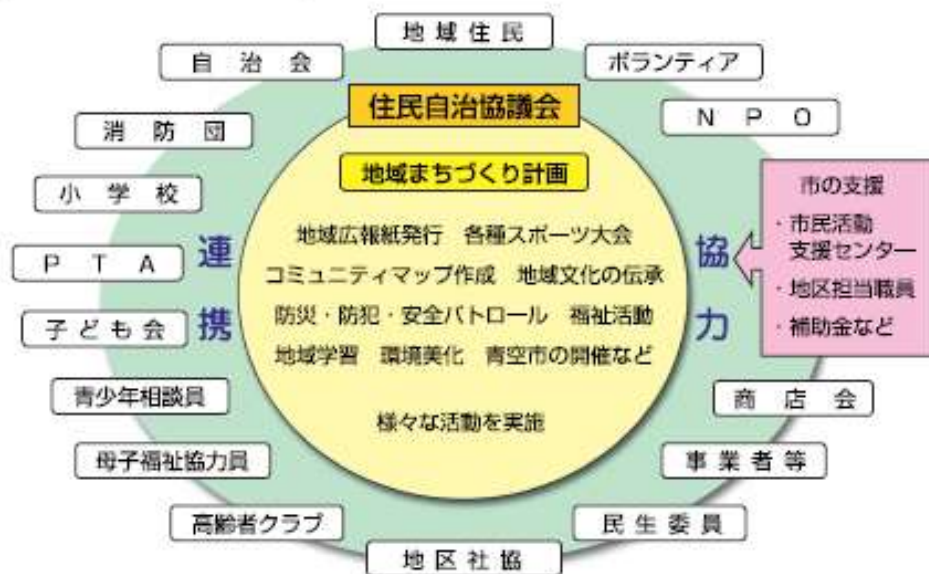 地域住民
自治会
ボランティア
住民自治協議会
消防団
NPO
地域まちづくり計画
小学校
市の支援
・市民活動
支援センター
・地区担当職員
・補助金など
地域広報紙発行 各種スポーツ大会
コミュニティマップ作成 地域文化の伝承
防災・防犯・安全パトロール 福祉活動
地域学習 環境美化 青空市の開催など
様々な活動を実施
連携
協力
PTA
子ども会
青少年相談員
商店会
母子福祉協力員
事業者等
高齢者クラブ
民生委員
地区社協